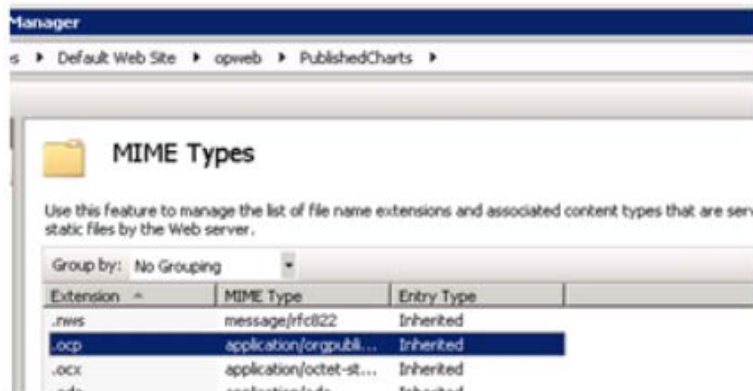 Manager
Default Web Site ▸ opweb ▸ PublishedCharts ▸
MIME Types
Use this feature to manage the list of file name extensions and associated content types that are serv
static files by the Web server.
Group by: No Grouping
Extension MIME Type Entry Type
.nws message/rfc822 Inherited
.ocp application/orgpubli... Inherited
.ocx application/octet-st... Inherited